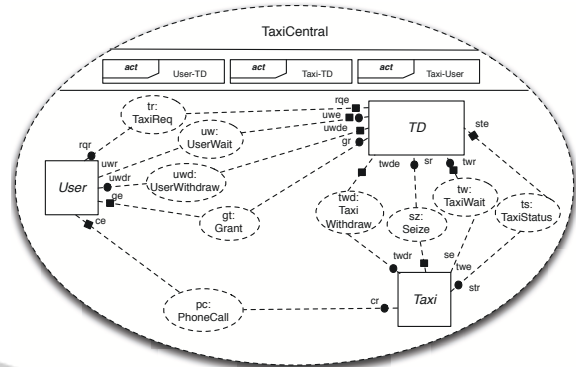 TaxiCentral
act
User-TD
act
Taxi-TD
act
Taxi-User
tr:
TaxiReq
rqe
uwe
uwde
gr
TD
ste
uw:
UserWait
rqr
uwr
uwdr
ge
User
uwd:
UserWithdraw
twde
sr
twr
gt:
Grant
twd:
Taxi
Withdraw
sz:
Seize
tw:
TaxiWait
ts:
TaxiStatus
ce
twdr
se
twe
str
pc:
PhoneCall
cr
Taxi